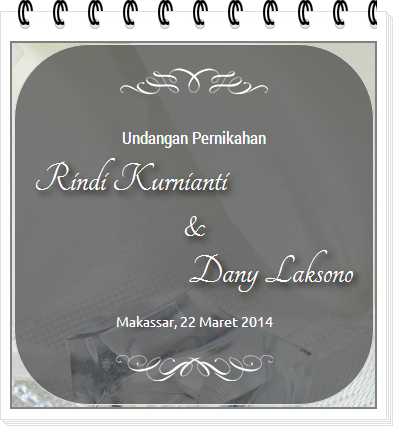 Undangan Pernikahan
Rindi Kurnianti
&
Dany Laksono
Makassar, 22 Maret 2014